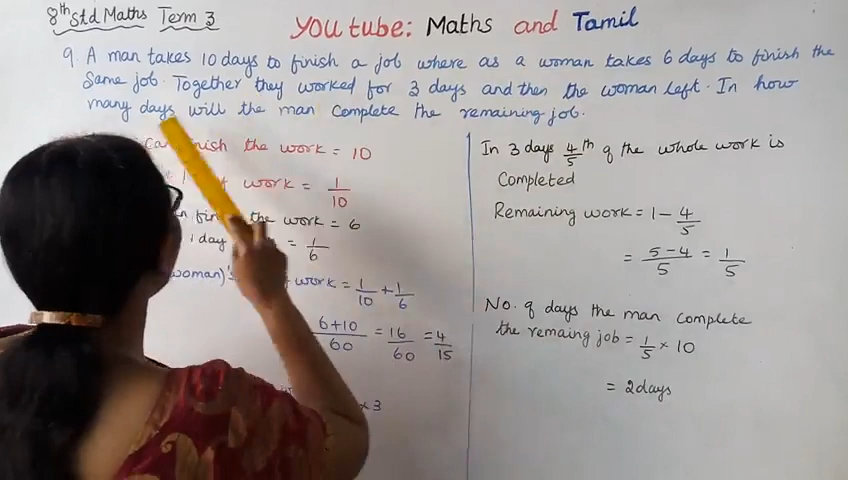 8th Std Maths Term 3
You tube: Maths and Tamil
9. A man takes 10 days to finish a job where as a woman takes 6 days to finish the
Same job. Together they worked for 3 days and then the woman left. In how
many days will the man complete the remaining job.
can finish the work = 10
work = 1/10
the work = 6
1 day = 1/6
woman)'s work = 1/10 + 1/6
6+10/60 = 16/60 = 4/15
× 3
In 3 days 4/5 th of the whole work is
Completed
Remaining work = 1 - 4/5
= 5-4/5 = 1/5
No. of days the man complete
the remaing job = 1/5 × 10
= 2 days